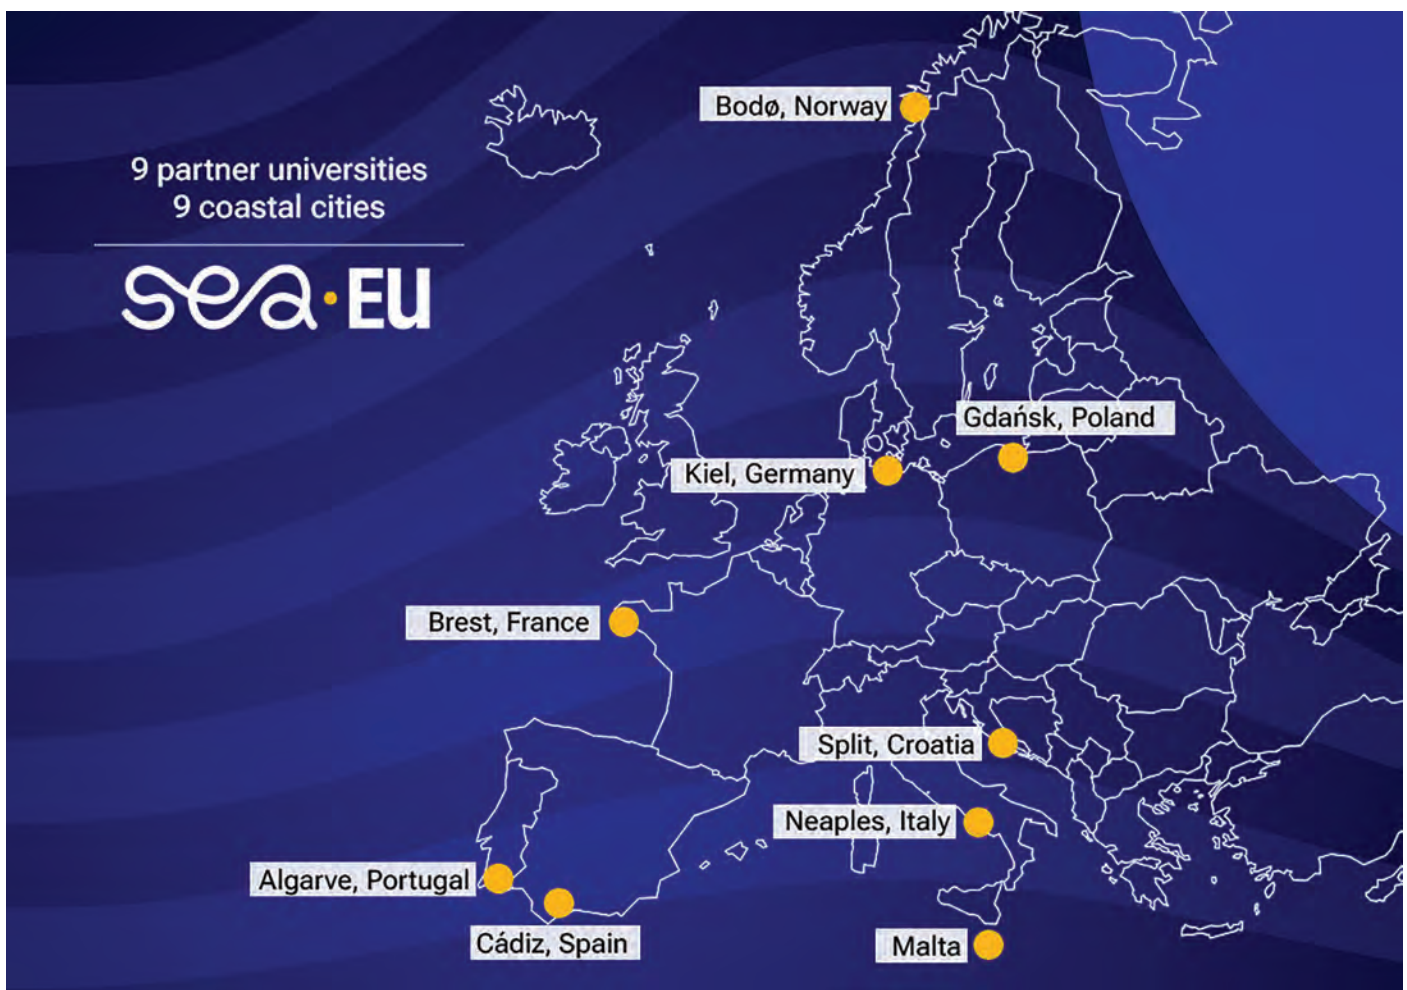 9 partner universities
9 coastal cities
sea·EU
Bodø, Norway
Gdańsk, Poland
Kiel, Germany
Brest, France
Split, Croatia
Neaples, Italy
Algarve, Portugal
Cádiz, Spain
Malta